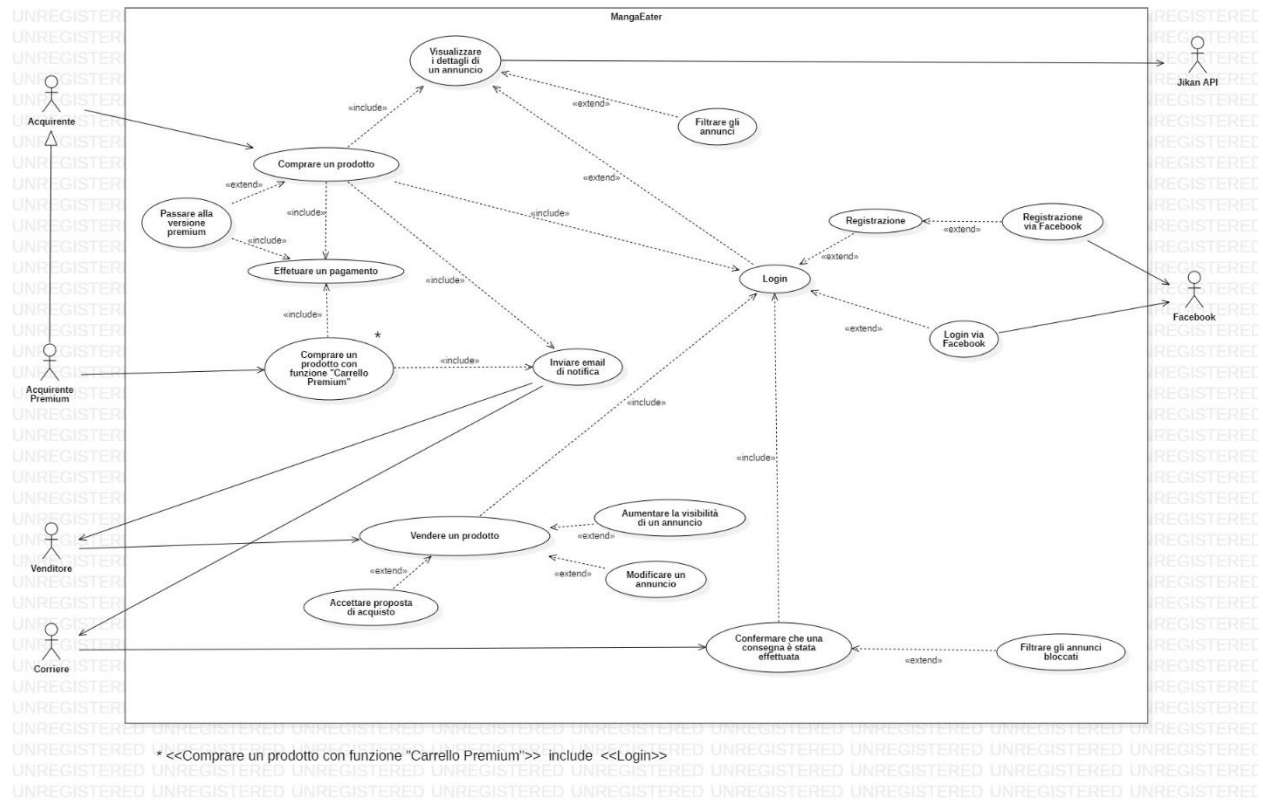 MangaEater
Visualizzare
i dettagli di
un annuncio
Jikan API
Acquirente
«include»
«extend»
Filtrare gli
annunci
Comprare un prodotto
«extend»
«extend»
Passare alla
versione
premium
«include»
«include»
Registrazione
Registrazione
via Facebook
«extend»
«include»
«extend»
Effetuare un pagamento
Login
«include»
Facebook
«include»
«extend»
Login via
Facebook
*
Comprare un
prodotto con
funzione "Carrello
Premium"
«include»
Inviare email
di notifica
Acquirente
Premium
«include»
«include»
Aumentare la visibilità
di un annuncio
Vendere un prodotto
«extend»
Venditore
«extend»
«extend»
Modificare un
annuncio
Accettare proposta
di acquisto
Confermare che una
consegna è stata
effettuata
Filtrare gli annunci
bloccati
«extend»
Corriere
* <<Comprare un prodotto con funzione "Carrello Premium">> include <<Login>>
UNREGISTERED